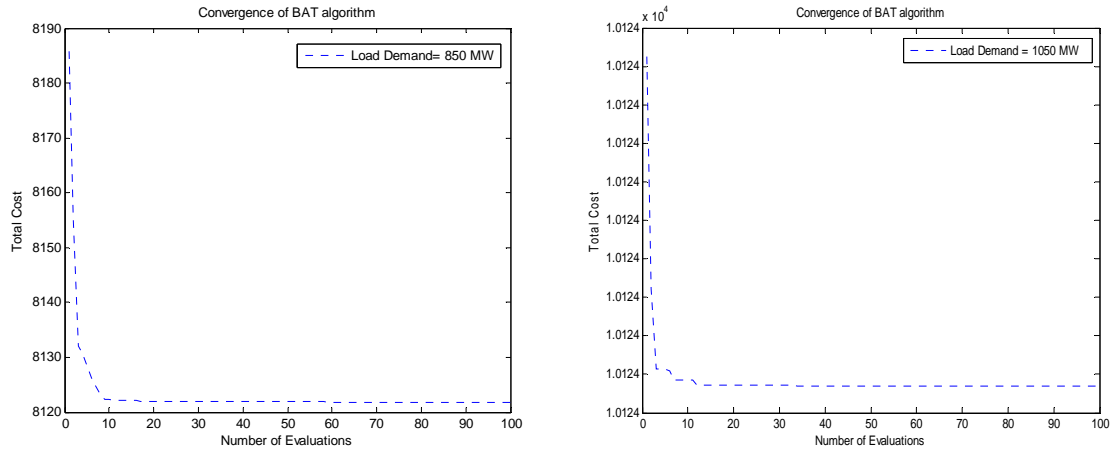 Convergence of BAT algorithm
8190
8180
8170
8160
8150
8140
8130
8120
Total Cost
Load Demand= 850 MW
0 10 20 30 40 50 60 70 80 90 100
Number of Evaluations
Convergence of BAT algorithm
x 10^4
1.0124
1.0124
1.0124
1.0124
1.0124
1.0124
1.0124
1.0124
1.0124
1.0124
1.0124
Total Cost
Load Demand = 1050 MW
0 10 20 30 40 50 60 70 80 90 100
Number of Evaluations